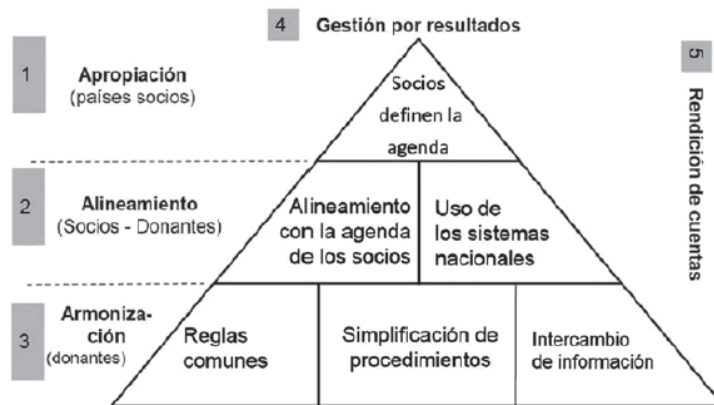 4 Gestión por resultados
1
Apropiación
(países socios)
Socios
definen la
agenda
2
Alineamiento
(Socios - Donantes)
Alineamiento
con la agenda
de los socios
Uso de
los sistemas
nacionales
3
Armoniza-
ción
(donantes)
Reglas
comunes
Simplificación de
procedimientos
Intercambio
de información
5
Rendición de cuentas